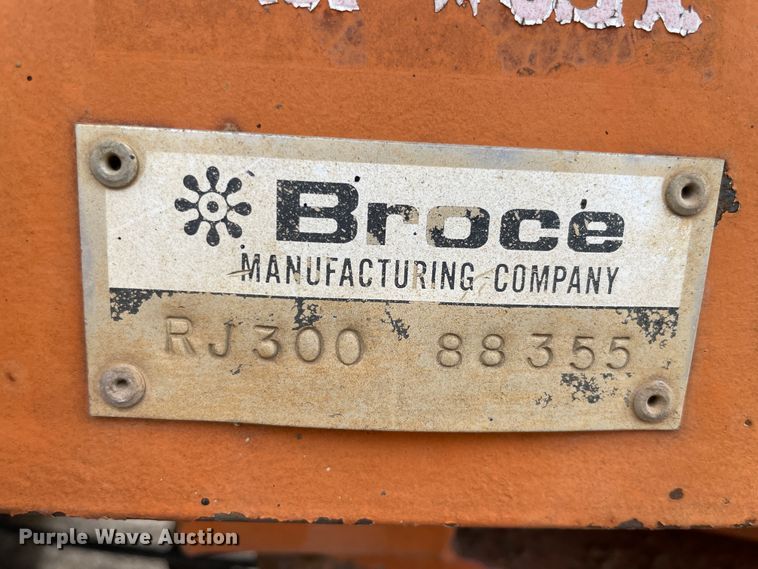 Broce
MANUFACTURING COMPANY
RJ300 88355
Purple Wave Auction